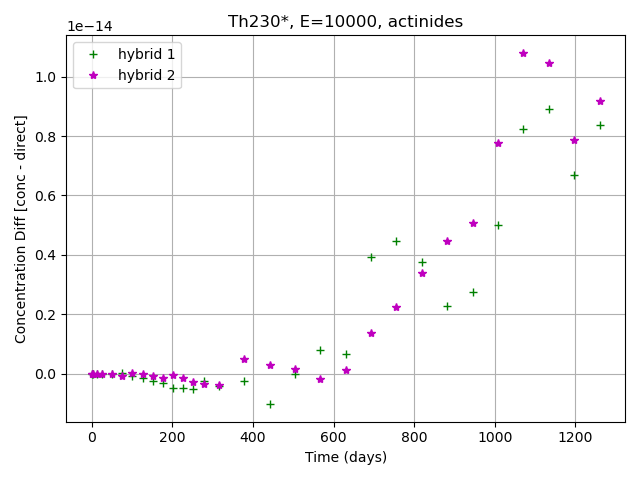 Th230*, E=10000, actinides
1e−14
hybrid 1
hybrid 2
1.0
0.8
0.6
0.4
0.2
0.0
Concentration Diff [conc - direct]
0 200 400 600 800 1000 1200
Time (days)